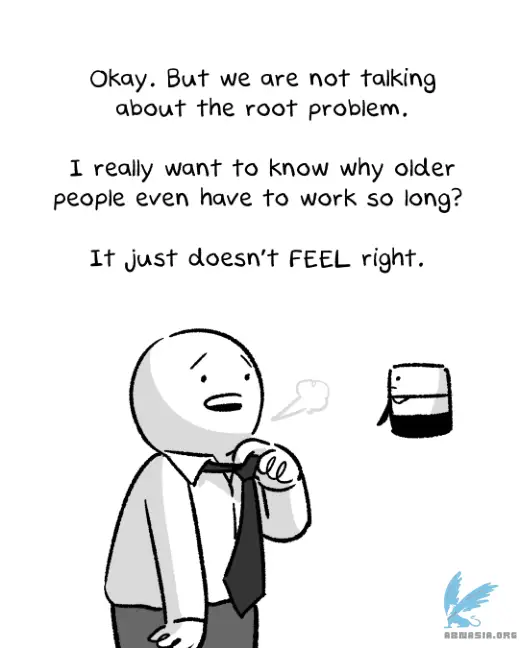 Okay. But we are not talking
about the root problem.
I really want to know why older
people even have to work so long?
It just doesn't FEEL right.
ARMASIA.ORG